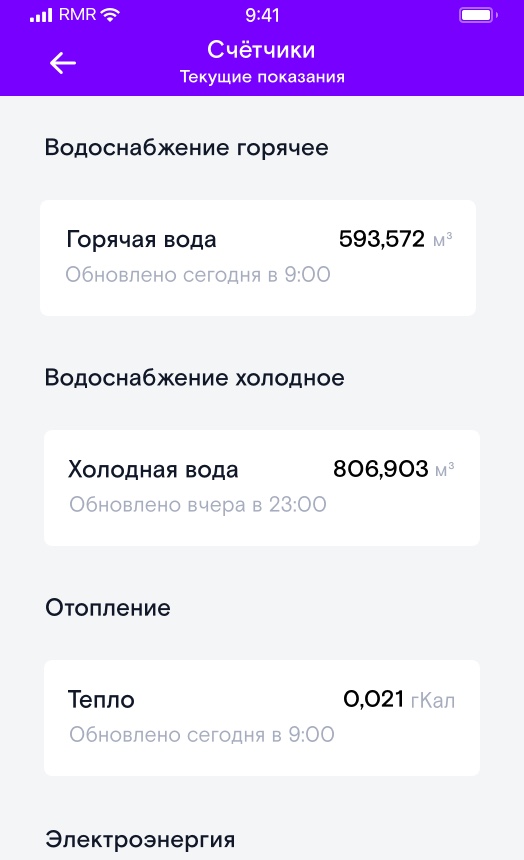 RMR 9:41
Счётчики
Текущие показания
Водоснабжение горячее
Горячая вода 593,572 м³
Обновлено сегодня в 9:00
Водоснабжение холодное
Холодная вода 806,903 м³
Обновлено вчера в 23:00
Отопление
Тепло 0,021 гКал
Обновлено сегодня в 9:00
Электроэнергия